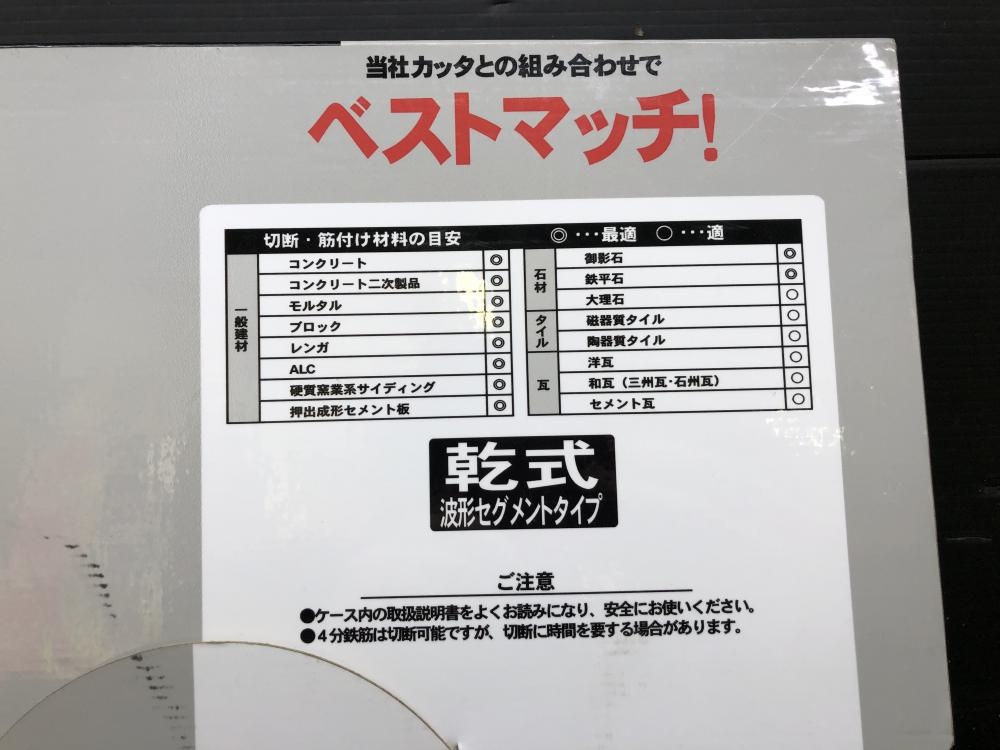 当社カッタとの組み合わせで
ベストマッチ!
切断・筋付け材料の目安 ◎・・・最適 ○・・・適
一般建材
コンクリート ◎
コンクリート二次製品 ◎
モルタル ◎
ブロック ◎
レンガ ◎
ALC ◎
硬質窯業系サイディング ◎
押出成形セメント板 ◎
石材
御影石 ◎
鉄平石 ◎
大理石 ○
タイル
磁器質タイル ○
陶器質タイル ○
瓦
洋瓦 ○
和瓦（三州瓦・石州瓦） ○
セメント瓦 ○
乾式
波形セグメントタイプ
ご注意
●ケース内の取扱説明書をよくお読みになり、安全にお使いください。
●4分鉄筋は切断可能ですが、切断に時間を要する場合があります。